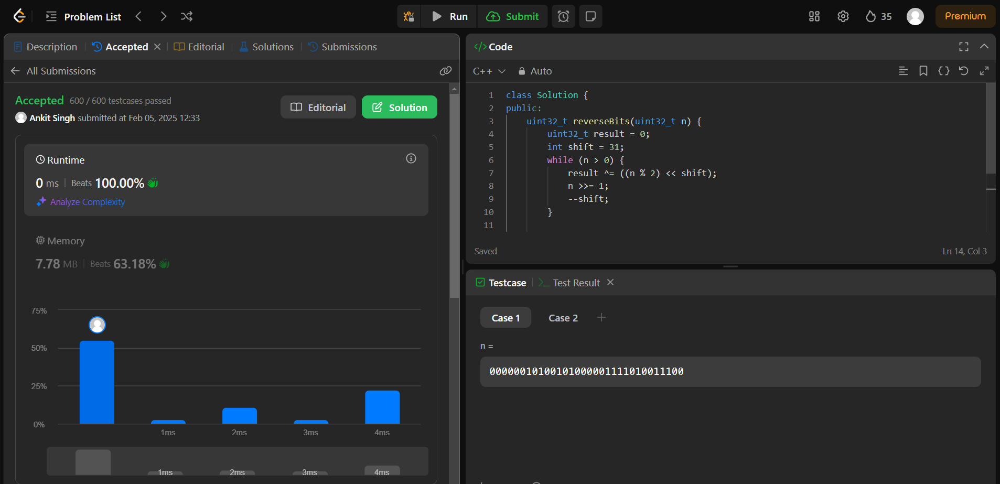 Problem List
Run
Submit
35
Premium
Description
Accepted
Editorial
Solutions
Submissions
All Submissions
Accepted 600 / 600 testcases passed
Ankit Singh submitted at Feb 05, 2025 12:33
Editorial
Solution
Runtime
0 ms | Beats 100.00%
Analyze Complexity
Memory
7.78 MB | Beats 63.18%
75%
50%
25%
0%
1ms 2ms 3ms 4ms
1ms 2ms 3ms 4ms
</> Code
C++ Auto
1 class Solution {
2 public:
3 uint32_t reverseBits(uint32_t n) {
4 uint32_t result = 0;
5 int shift = 31;
6 while (n > 0) {
7 result ^= ((n % 2) << shift);
8 n >>= 1;
9 --shift;
10 }
11
Saved
Ln 14, Col 3
Testcase
Test Result
Case 1
Case 2
n =
00000010100101000001111010011100